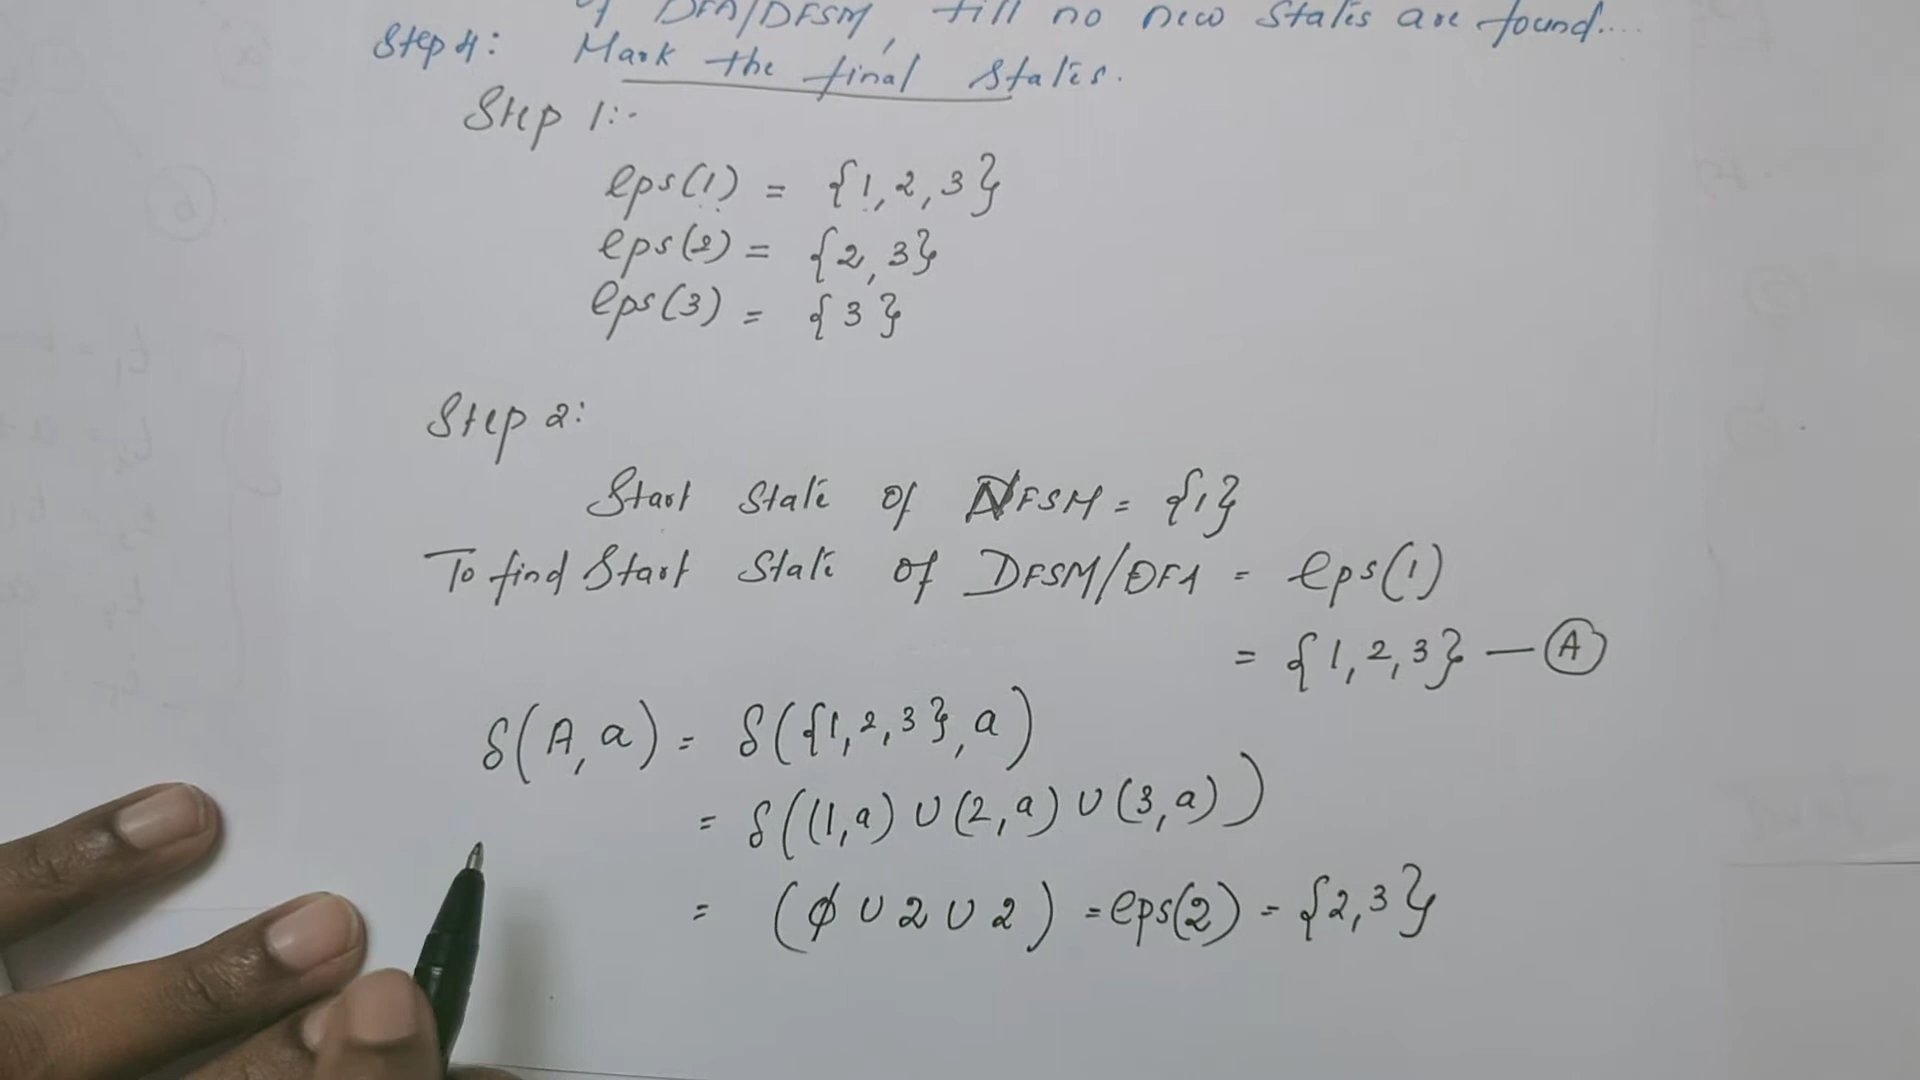 of DFA/DFSM, till no new States are found....
Step 4: Mark the final States.
Step 1:-
eps(1) = {1,2,3}
eps(2) = {2,3}
eps(3) = {3}
Step 2:
Start State of NFSM = {1}
To find Start State of DFSM/DFA = eps(1)
= {1,2,3} — A
δ(A,a) = δ({1,2,3},a)
= δ((1,a) ∪ (2,a) ∪ (3,a))
= (ϕ ∪ 2 ∪ 2) = eps(2) = {2,3}